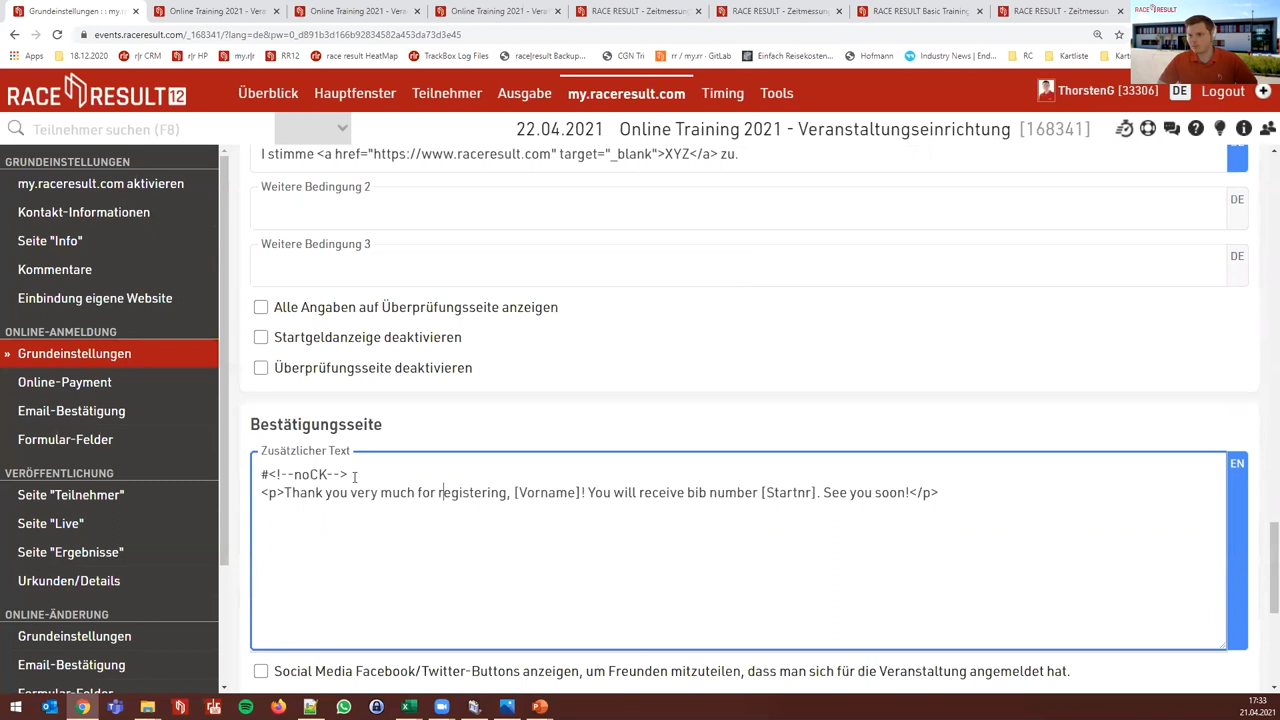 Grundeinstellungen ::
Online Training 2021 - Vera
Online Training 2021 - Vera
Online Training 2021 - Vera
RACE RESULT - Zeitmessung
RACE RESULT - Zeitmessung
RACE RESULT Basic Training
RACE RESULT - Zeitmessung
events.raceresult.com/_168341/?lang=de&pw=0_d891b3d166b92834582ad37318e45
Apps
18.12.2020
r|r CRM
r|r HP
my.r|r
RR12
race result HeatMap
TrackBox Log Files
race|result Backup...
CGN Tri
rr / my.rr · GitLab
Einfach Reisekosten...
Hofmann
Industry News | End...
RC
Kartliste
RACE RESULT 12
Überblick
Hauptfenster
Teilnehmer
Ausgabe
my.raceresult.com
Timing
Tools
ThorstenG [33306]
DE
Logout
Teilnehmer suchen (F8)
22.04.2021 Online Training 2021 - Veranstaltungseinrichtung [168341]
GRUNDEINSTELLUNGEN
my.raceresult.com aktivieren
Kontakt-Informationen
Seite "Info"
Kommentare
Einbindung eigene Website
ONLINE-ANMELDUNG
» Grundeinstellungen
Online-Payment
Email-Bestätigung
Formular-Felder
VERÖFFENTLICHUNG
Seite "Teilnehmer"
Seite "Live"
Seite "Ergebnisse"
Urkunden/Details
ONLINE-ÄNDERUNG
Grundeinstellungen
Email-Bestätigung
Formular-Felder
I stimme <a href="https://www.raceresult.com" target="_blank">XYZ</a> zu.
Weitere Bedingung 2
DE
Weitere Bedingung 3
DE
Alle Angaben auf Überprüfungsseite anzeigen
Startgeldanzeige deaktivieren
Überprüfungsseite deaktivieren
Bestätigungsseite
Zusätzlicher Text
EN
#<!--noCK-->
<p>Thank you very much for registering, [Vorname]! You will receive bib number [Startnr]. See you soon!</p>
Social Media Facebook/Twitter-Buttons anzeigen, um Freunden mitzuteilen, dass man sich für die Veranstaltung angemeldet hat.
17:33
21.04.2021